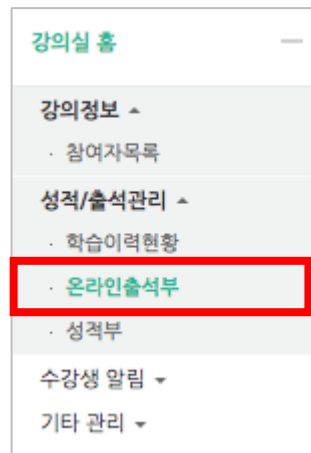 강의실 홈
강의정보
· 참여자목록
성적/출석관리
· 학습이력현황
· 온라인출석부
· 성적부
수강생 알림
기타 관리